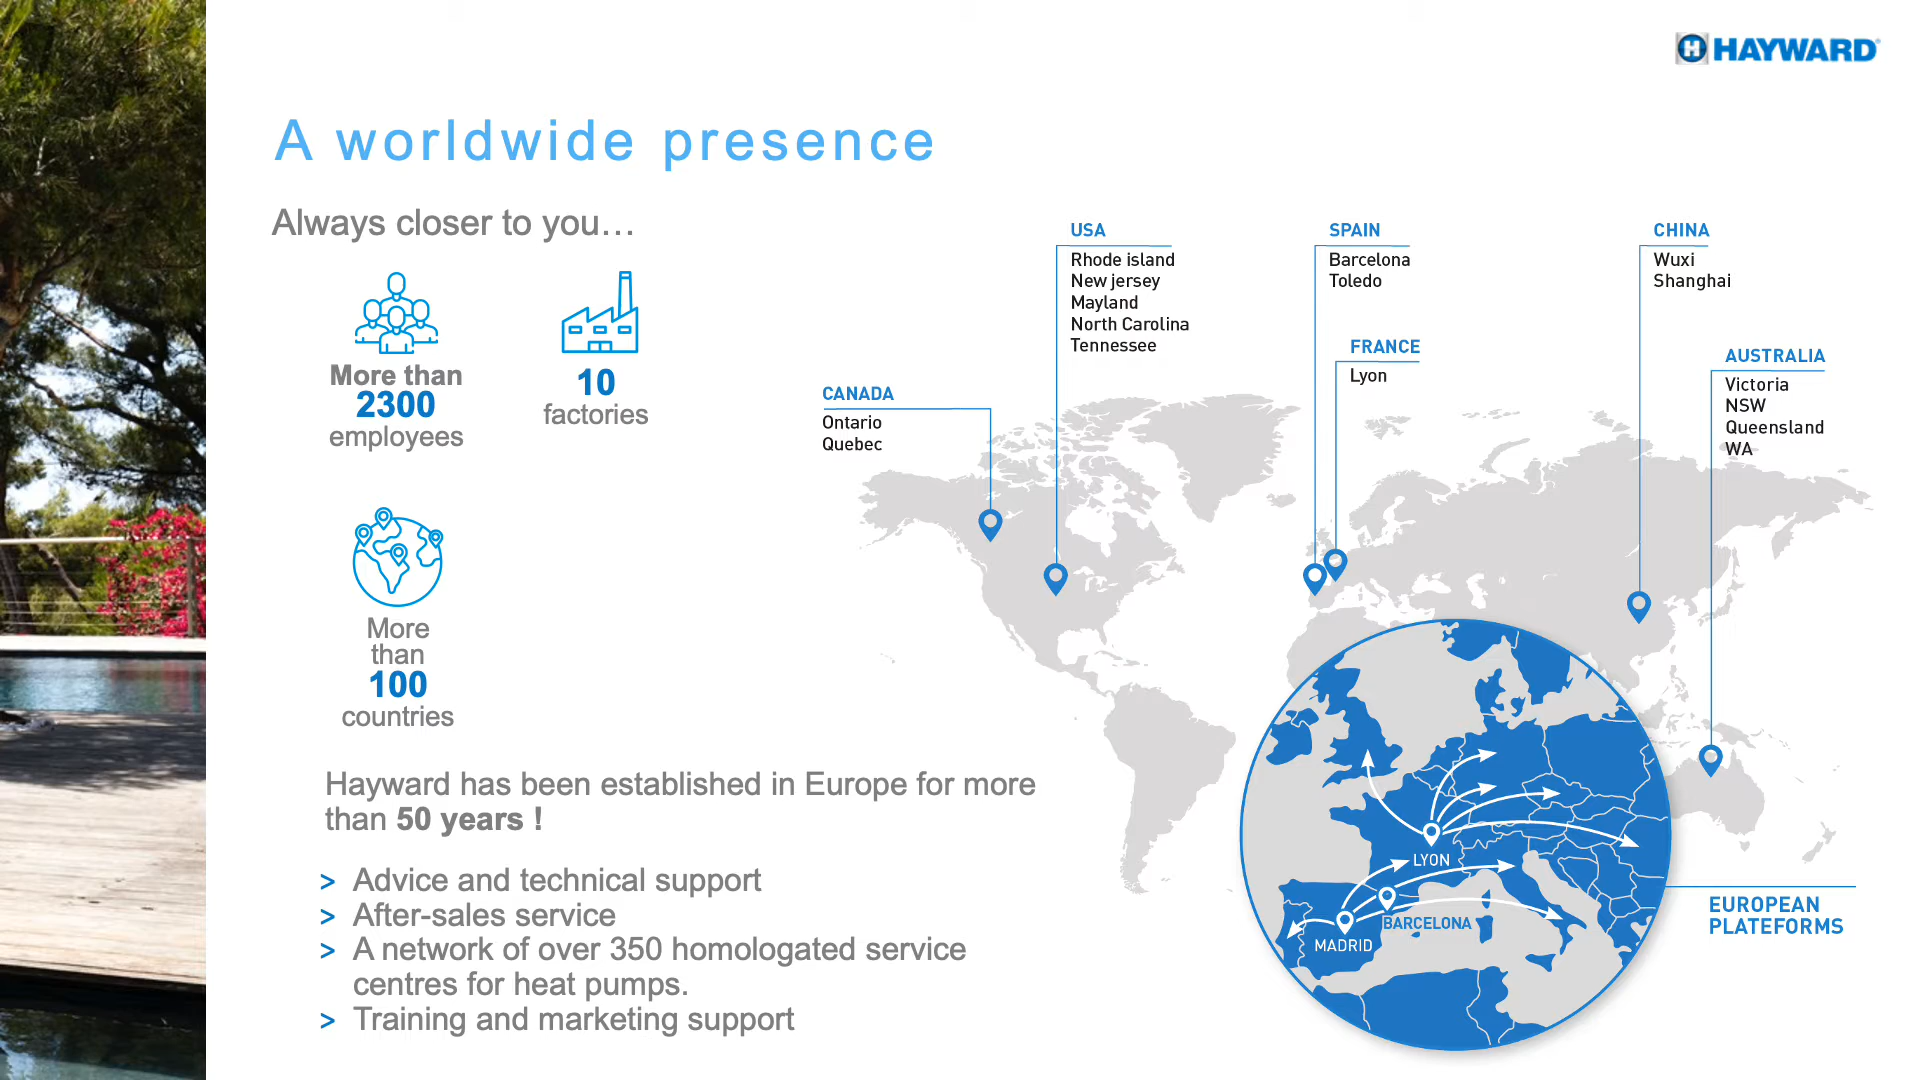 HAYWARD
A worldwide presence
Always closer to you…
More than
2300
employees
10
factories
More
than
100
countries
Hayward has been established in Europe for more
than 50 years !
> Advice and technical support
> After-sales service
> A network of over 350 homologated service
centres for heat pumps.
> Training and marketing support
CANADA
Ontario
Quebec
USA
Rhode island
New jersey
Mayland
North Carolina
Tennessee
SPAIN
Barcelona
Toledo
FRANCE
Lyon
CHINA
Wuxi
Shanghai
AUSTRALIA
Victoria
NSW
Queensland
WA
LYON
BARCELONA
MADRID
EUROPEAN
PLATEFORMS